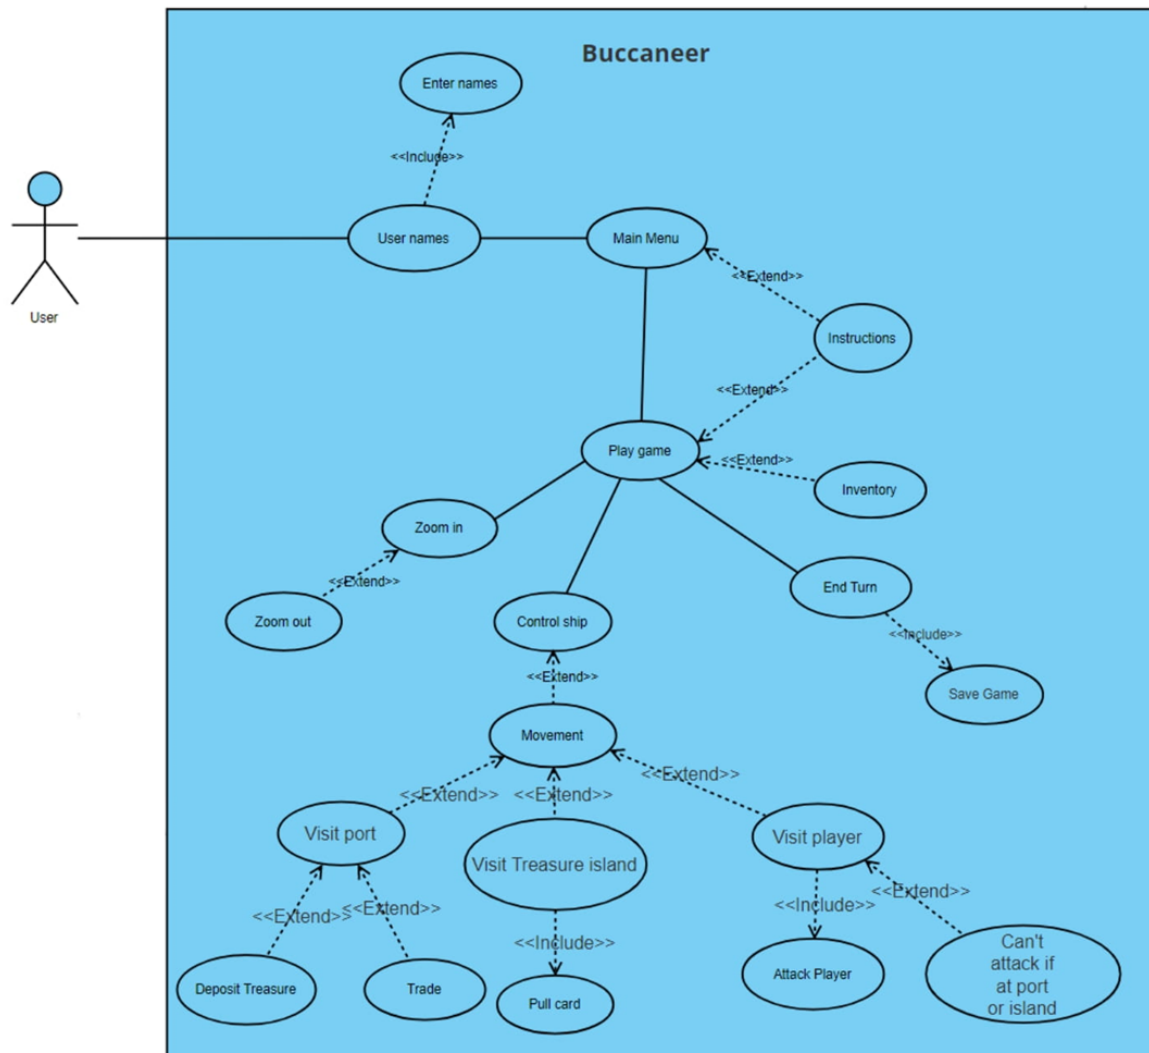 Buccaneer
Enter names
<<Include>>
User names
Main Menu
<<Extend>>
User
Instructions
<<Extend>>
Play game
<<Extend>>
Inventory
Zoom in
<<Extend>>
End Turn
Zoom out
Control ship
<<Include>>
<<Extend>>
Save Game
Movement
<<Extend>>
<<Extend>>
<<Extend>>
Visit port
Visit Treasure island
Visit player
<<Extend>>
<<Extend>>
<<Include>>
<<Include>>
<<Extend>>
Deposit Treasure
Trade
Pull card
Attack Player
Can't
attack if
at port
or island